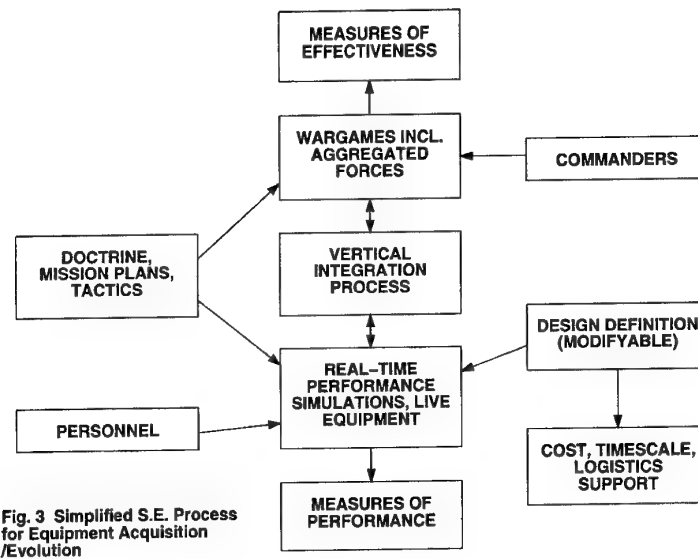 MEASURES OF
EFFECTIVENESS
WARGAMES INCL.
AGGREGATED
FORCES
COMMANDERS
DOCTRINE,
MISSION PLANS,
TACTICS
VERTICAL
INTEGRATION
PROCESS
DESIGN DEFINITION
(MODIFYABLE)
REAL-TIME
PERFORMANCE
SIMULATIONS, LIVE
EQUIPMENT
PERSONNEL
COST, TIMESCALE,
LOGISTICS
SUPPORT
MEASURES OF
PERFORMANCE
Fig. 3 Simplified S.E. Process
for Equipment Acquisition
/Evolution